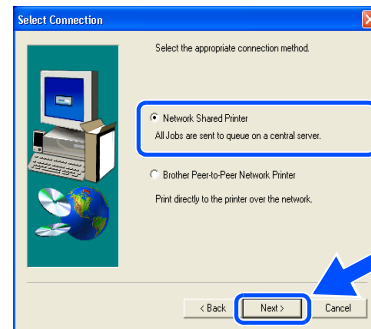 Select Connection
Select the appropriate connection method.
Network Shared Printer
All Jobs are sent to queue on a central server.
Brother Peer-to-Peer Network Printer
Print directly to the printer over the network.
< Back Next > Cancel